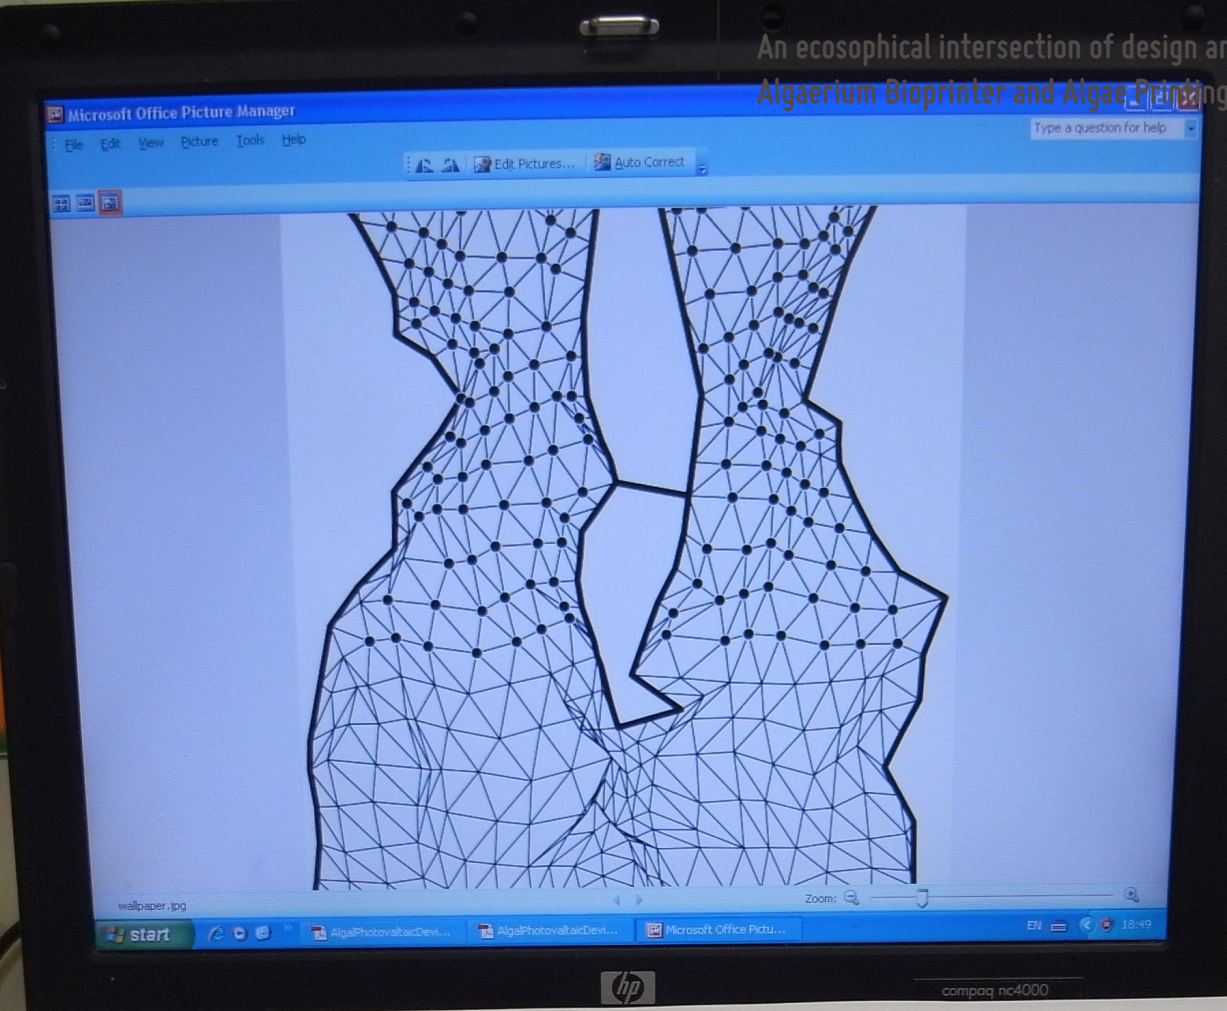 An ecosophical intersection of design
Algaerium Bioprinter and Algae Printing
Microsoft Office Picture Manager
Type a question for help
File Edit View Picture Tools Help
Edit Pictures... Auto Correct
wallpaper.jpg
Zoom:
start
AlgalPhotovoltaicDevi...
AlgalPhotovoltaicDevi...
Microsoft Office Pictu...
EN
18:49
hp
compaq nc4000